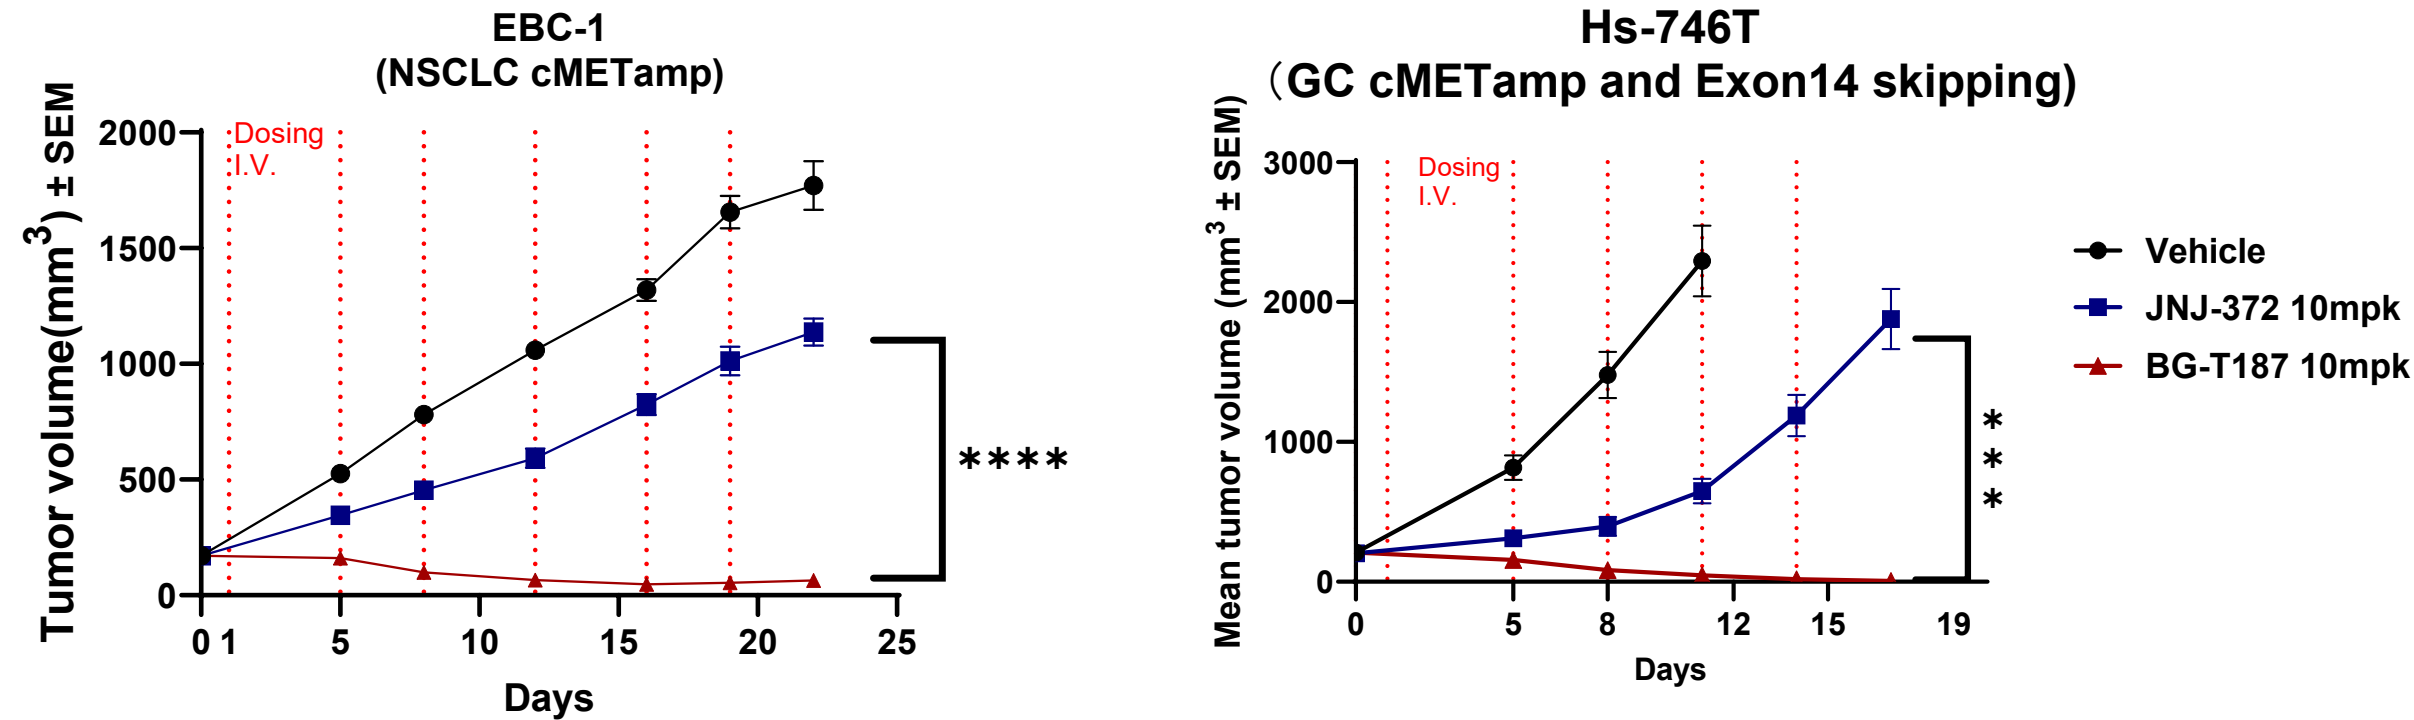 EBC-1
(NSCLC cMETamp)
Tumor volume(mm³) ± SEM
2000
1500
1000
500
0
Dosing
I.V.
****
0 1 5 10 15 20 25
Days
Hs-746T
（GC cMETamp and Exon14 skipping)
Mean tumor volume (mm³ ± SEM)
3000
2000
1000
0
Dosing
I.V.
***
0 5 8 12 15 19
Days
Vehicle
JNJ-372 10mpk
BG-T187 10mpk